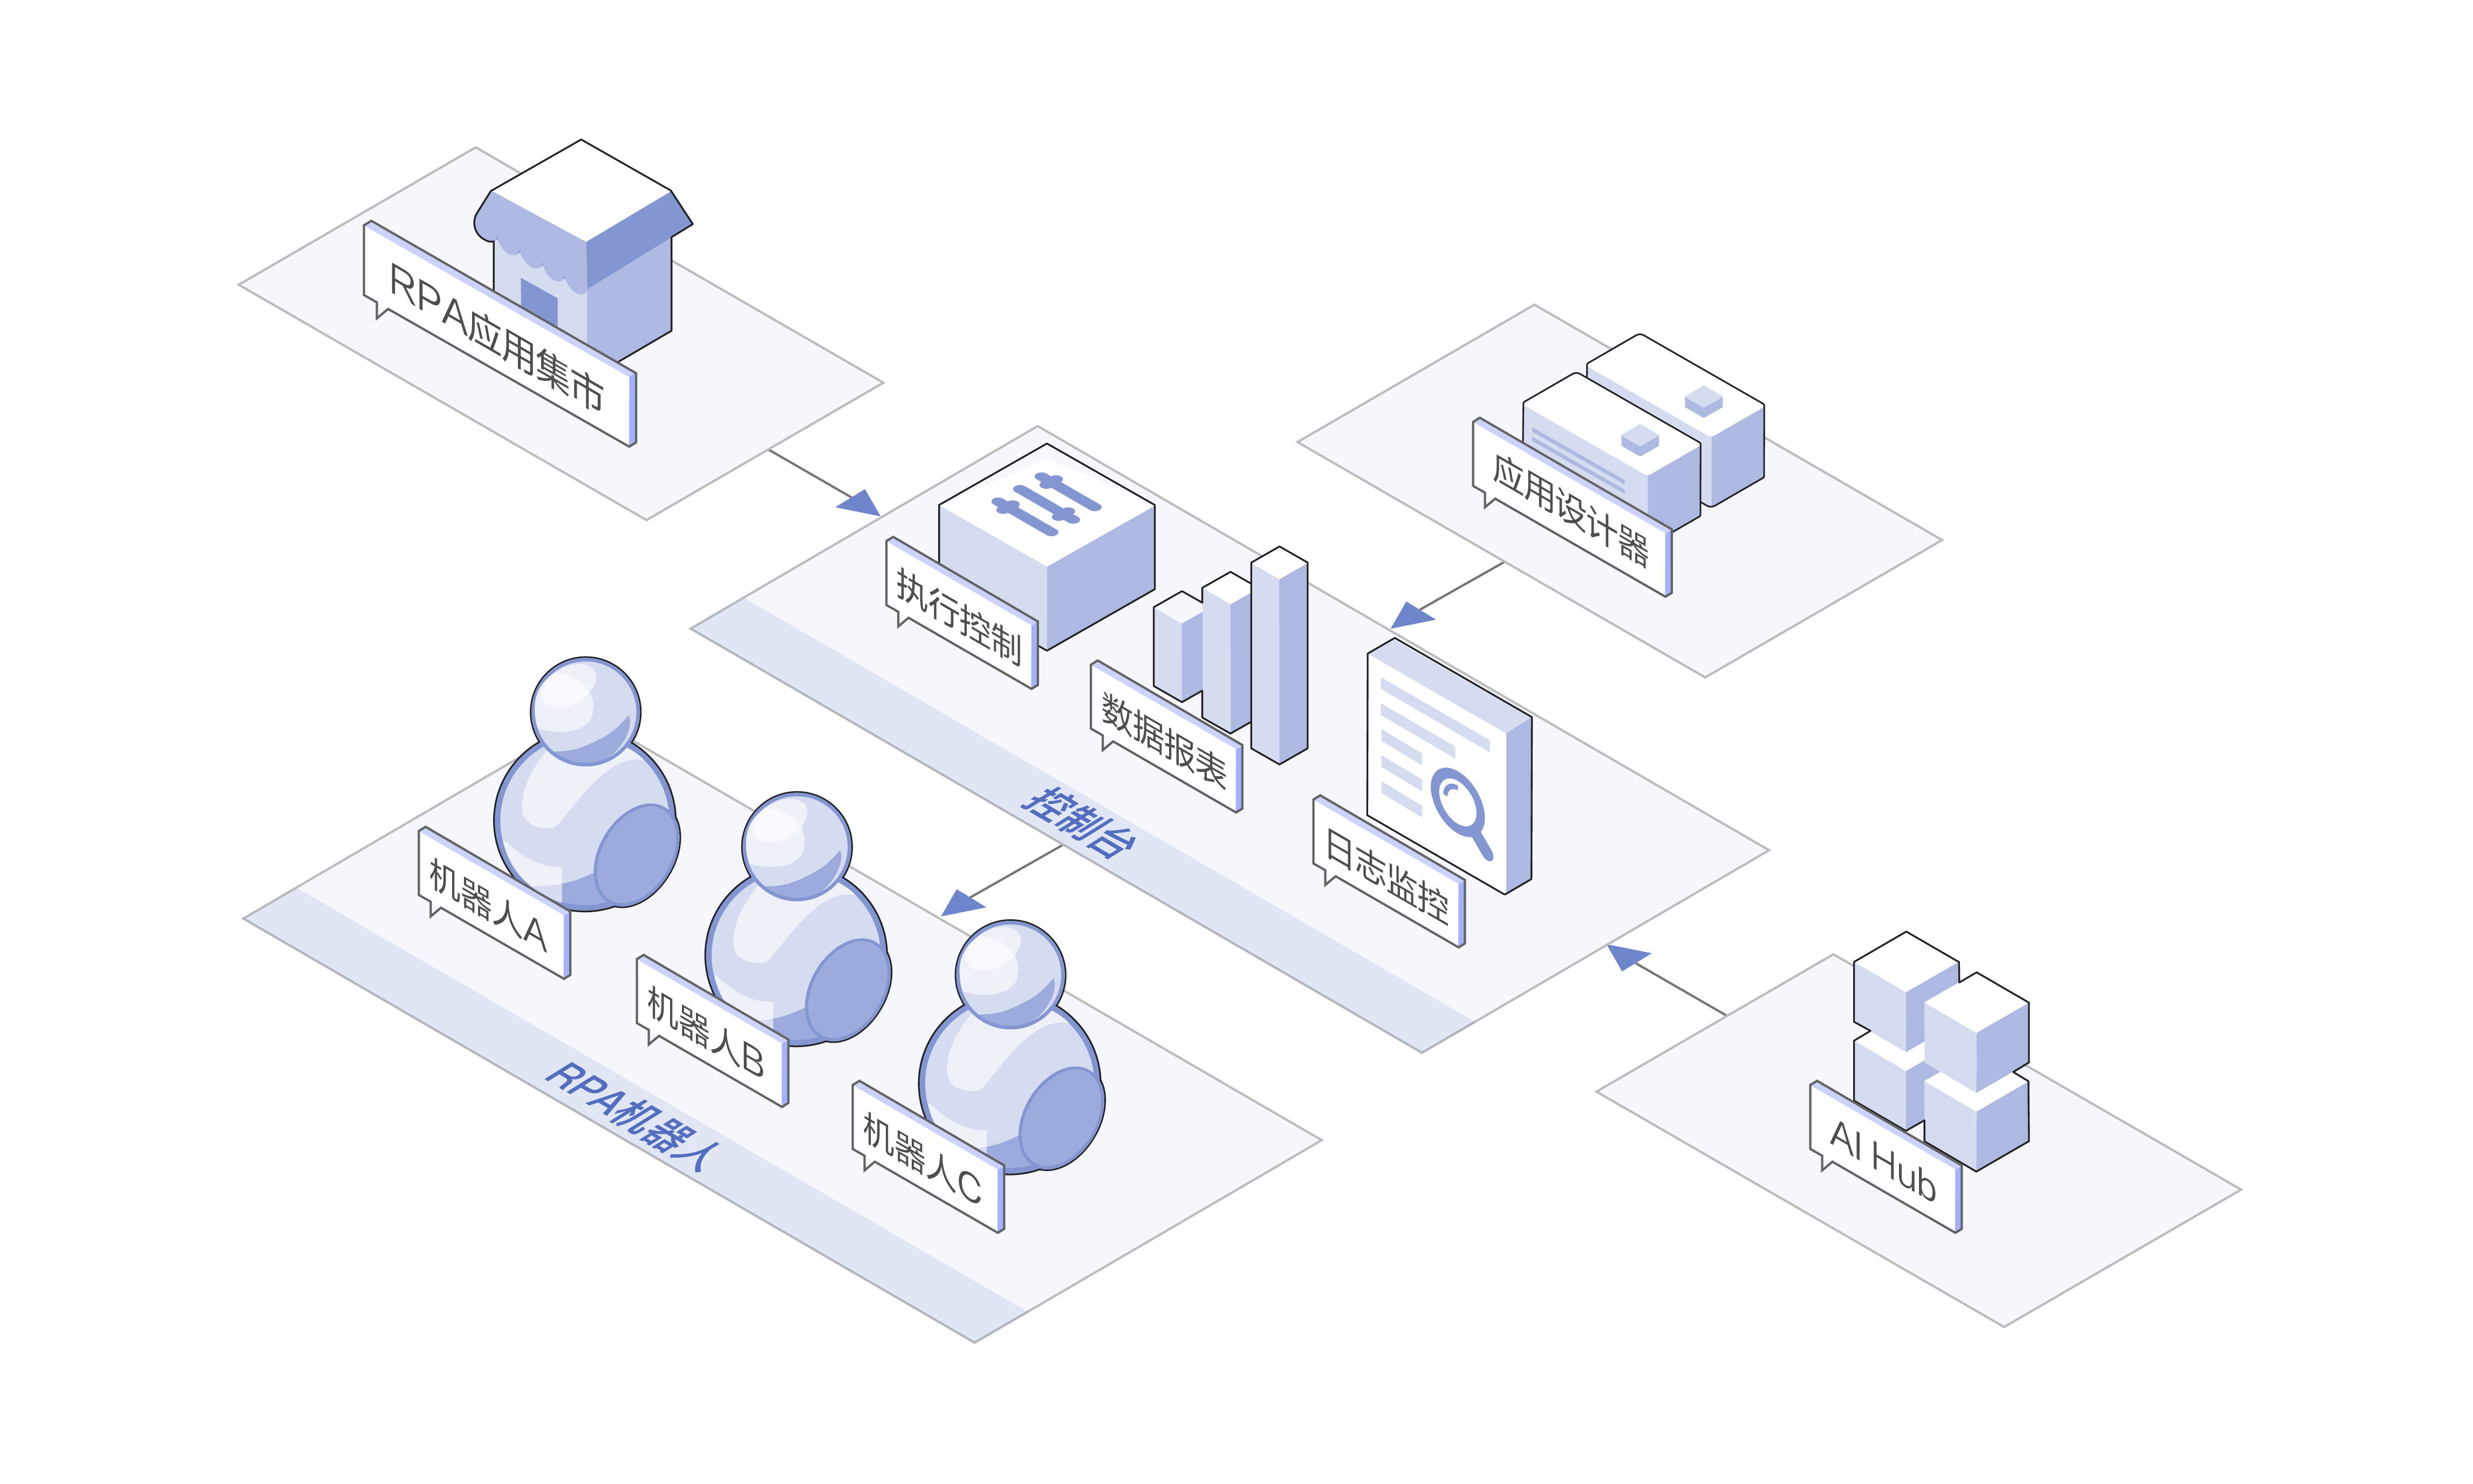 RPA应用集市
应用设计器
执行控制
数据报表
日志监控
控制台
机器人A
机器人B
机器人C
RPA机器人
AI Hub